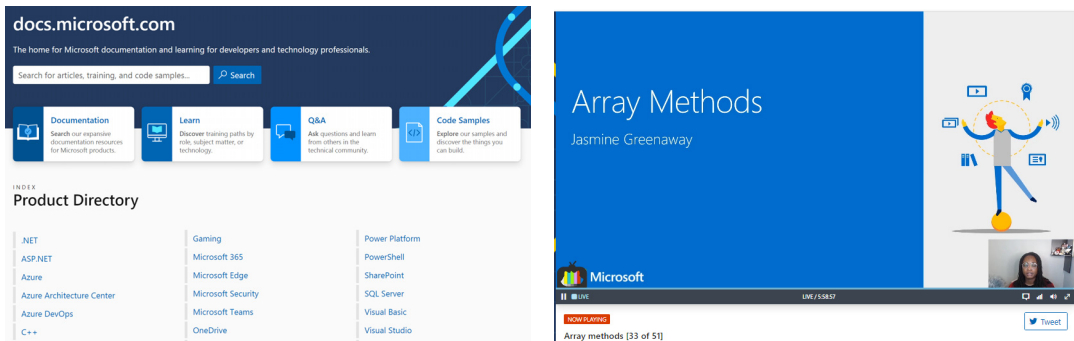 docs.microsoft.com
The home for Microsoft documentation and learning for developers and technology professionals.
Search for articles, training, and code samples...
Search
Documentation
Search our expansive
documentation resources
for Microsoft products.
Learn
Discover training paths by
role, subject matter, or
technology.
Q&A
Ask questions and learn
from others in the
technical community.
Code Samples
Explore our samples and
discover the things you
can build.
INDEX
Product Directory
.NET
ASP.NET
Azure
Azure Architecture Center
Azure DevOps
C++
Gaming
Microsoft 365
Microsoft Edge
Microsoft Security
Microsoft Teams
OneDrive
Power Platform
PowerShell
SharePoint
SQL Server
Visual Basic
Visual Studio
Array Methods
Jasmine Greenaway
Microsoft
LIVE
LIVE / 5:58:57
NOW PLAYING
Tweet
Array methods [33 of 51]